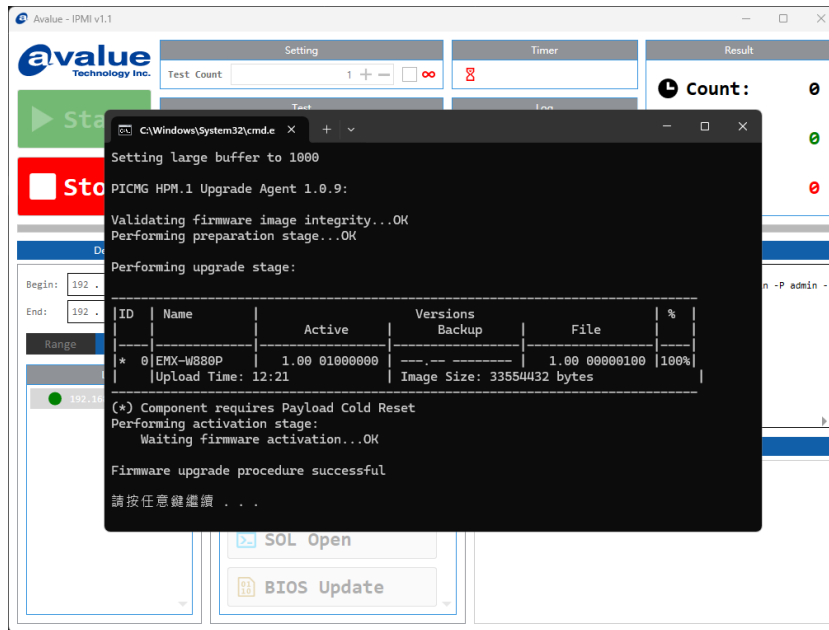 Avalue - IPMI v1.1
avalue
Technology Inc.
Setting
Timer
Result
Test Count
1
Count:
0
Test
Log
0
0
C:\Windows\System32\cmd.e
Setting large buffer to 1000
PICMG HPM.1 Upgrade Agent 1.0.9:
Validating firmware image integrity...OK
Performing preparation stage...OK
Performing upgrade stage:
-------------------------------------------------------------------------------
|ID | Name | Versions | % |
| | | Active | Backup | File | |
|----|-------------|-----------------|-----------------|-----------------|----|
|* 0|EMX-W880P | 1.00 01000000 | ---.-- -------- | 1.00 00000100 |100%|
| |Upload Time: 12:21 | Image Size: 33554432 bytes |
-------------------------------------------------------------------------------
(*) Component requires Payload Cold Reset
Performing activation stage:
Waiting firmware activation...OK
Firmware upgrade procedure successful
請按任意鍵繼續 . . .
Begin: 192 .
-P admin -
End: 192 .
Range
SOL Open
BIOS Update